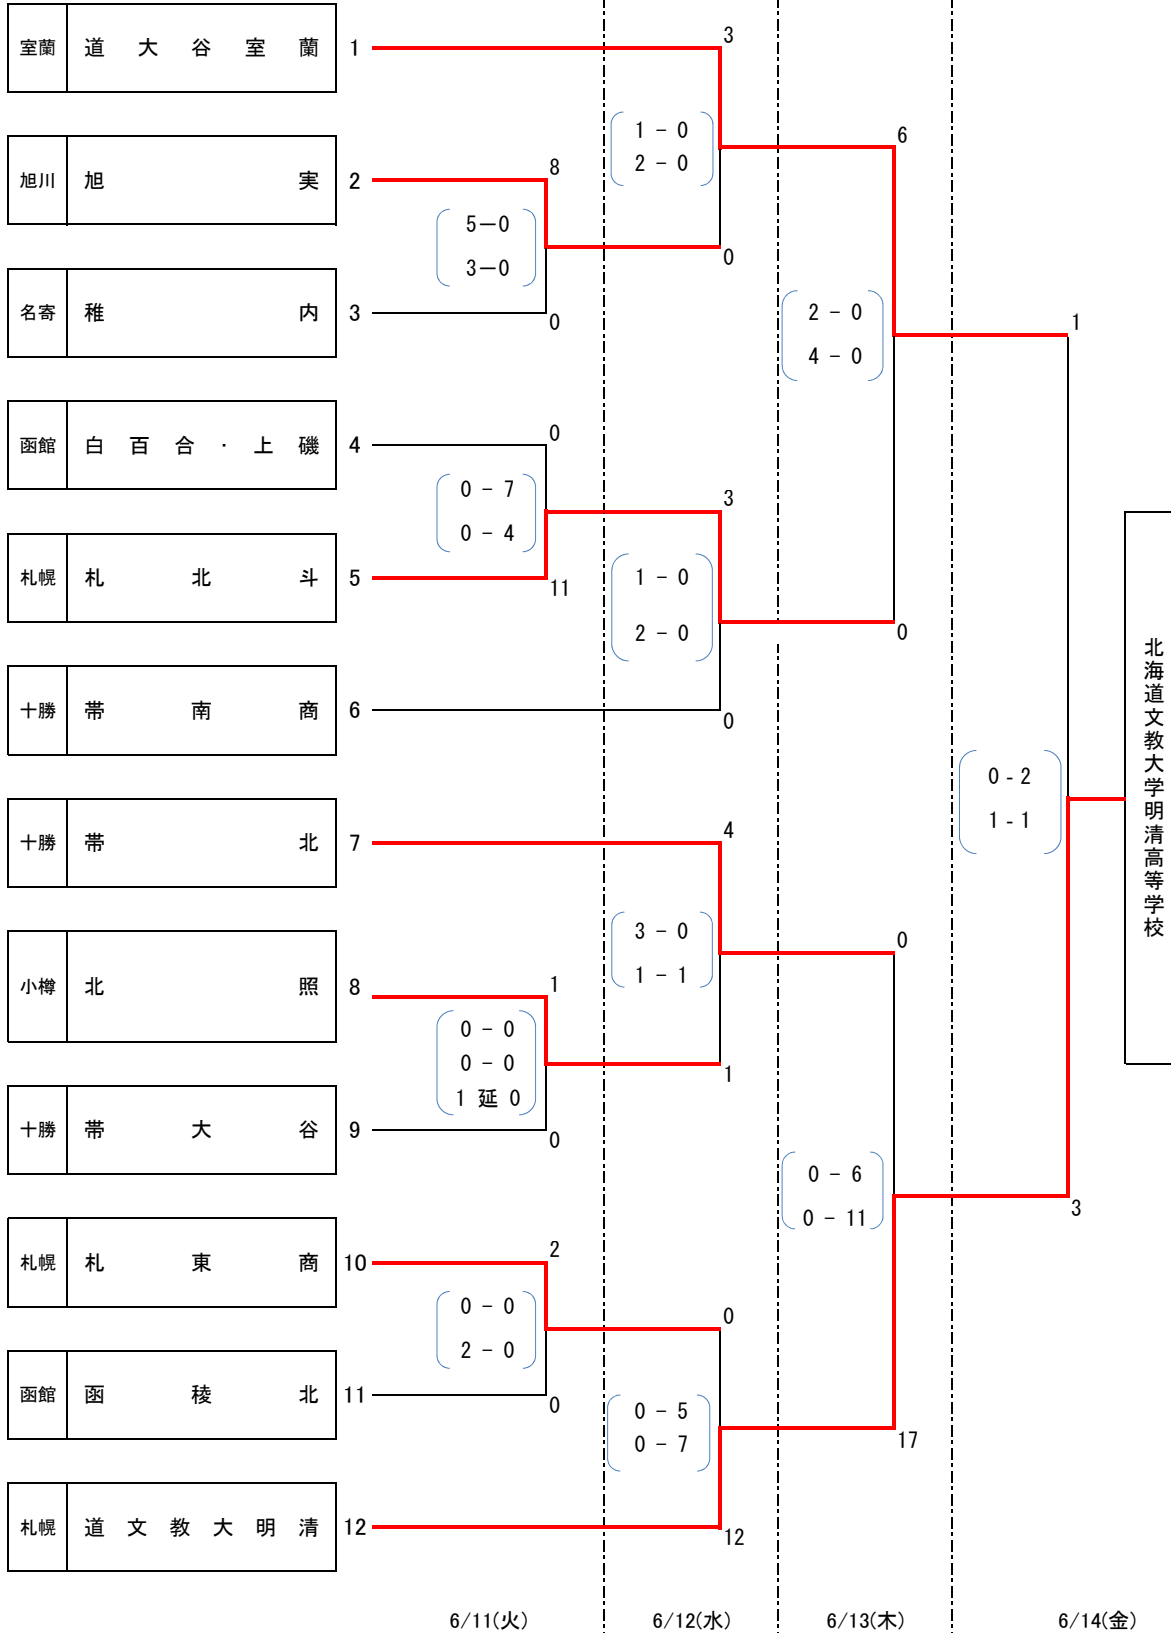 室蘭 道大谷室蘭 1
旭川 旭実 2
名寄 稚内 3
函館 白百合・上磯 4
札幌 札北斗 5
十勝 帯南商 6
十勝 帯北 7
小樽 北照 8
十勝 帯大谷 9
札幌 札東商 10
函館 函稜北 11
札幌 道文教大明清 12
8
5−0
3−0
0
0
0 − 7
0 − 4
11
1
0 − 0
0 − 0
1 延 0
0
2
0 − 0
2 − 0
0
3
1 − 0
2 − 0
0
3
1 − 0
2 − 0
0
4
3 − 0
1 − 1
1
0
0 − 5
0 − 7
12
6
2 − 0
4 − 0
0
0
0 − 6
0 − 11
17
1
0 - 2
1 - 1
3
北海道文教大学明清高等学校
6/11(火) 6/12(水) 6/13(木) 6/14(金)